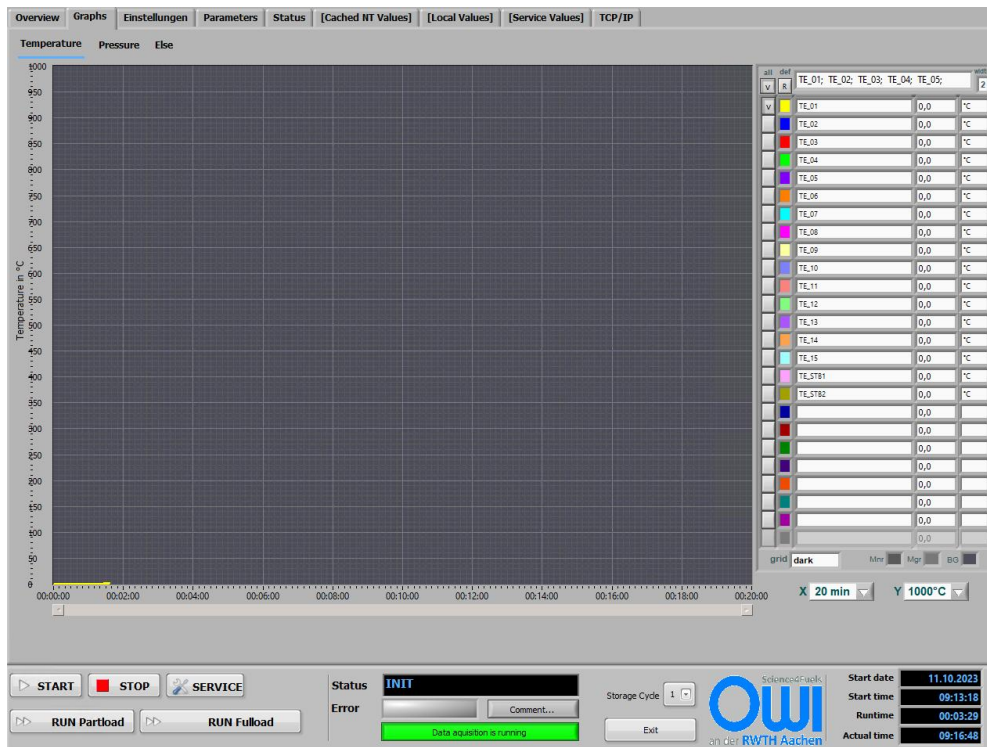 Overview Graphs Einstellungen Parameters Status [Cached NT Values] [Local Values] [Service Values] TCP/IP
Temperature Pressure Else
all def
V R TE_01; TE_02; TE_03; TE_04; TE_05; 2
V TE_01 0,0 °C
TE_02 0,0 °C
TE_03 0,0 °C
TE_04 0,0 °C
TE_05 0,0 °C
TE_06 0,0 °C
TE_07 0,0 °C
TE_08 0,0 °C
TE_09 0,0 °C
TE_10 0,0 °C
TE_11 0,0 °C
TE_12 0,0 °C
TE_13 0,0 °C
TE_14 0,0 °C
TE_15 0,0 °C
TE_STB1 0,0 °C
TE_STB2 0,0 °C
0,0
0,0
0,0
0,0
0,0
0,0
0,0
0,0
grid dark Mnr Mgr BG
X 20 min Y 1000°C
Temperature in °C
1000
950
900
850
800
750
700
650
600
550
500
450
400
350
300
250
200
150
100
50
0
00:00:00 00:02:00 00:04:00 00:06:00 00:08:00 00:10:00 00:12:00 00:14:00 00:16:00 00:18:00 00:20:00
START STOP SERVICE
RUN Partload RUN Fulload
Status INIT
Error Comment...
Data aquisition is running
Storage Cycle 1
Exit
Science4Fuels
OWI
an der RWTH Aachen
Start date 11.10.2023
Start time 09:13:18
Runtime 00:03:29
Actual time 09:16:48